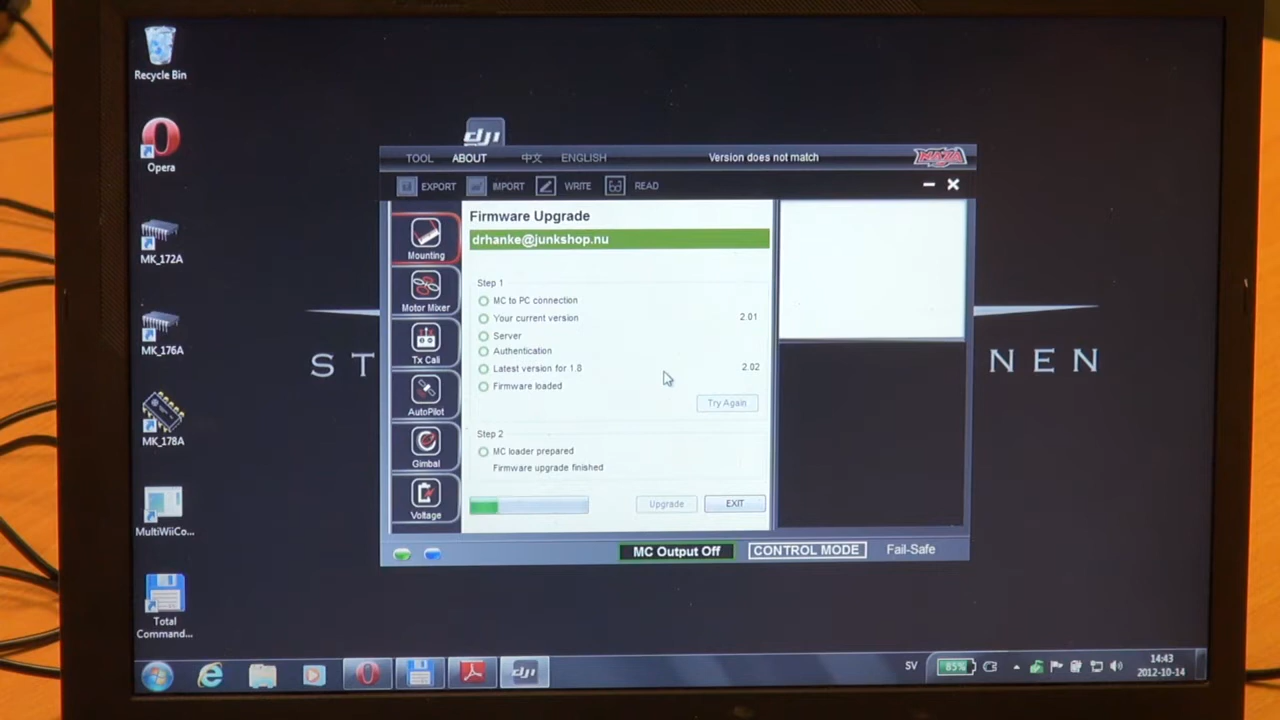 Recycle Bin
Opera
MK_172A
MK_176A
MK_178A
MultiWiiCo...
Total
Command...
ST
NEN
dji
TOOL ABOUT 中文 ENGLISH Version does not match NAZA
EXPORT IMPORT WRITE READ
Mounting
Motor Mixer
Tx Cali
AutoPilot
Gimbal
Voltage
Firmware Upgrade
drhanke@junkshop.nu
Step 1
MC to PC connection
Your current version 2.01
Server
Authentication
Latest version for 1.8 2.02
Firmware loaded
Try Again
Step 2
MC loader prepared
Firmware upgrade finished
Upgrade EXIT
MC Output Off CONTROL MODE Fail-Safe
dji
SV 85% 14:43
2012-10-14